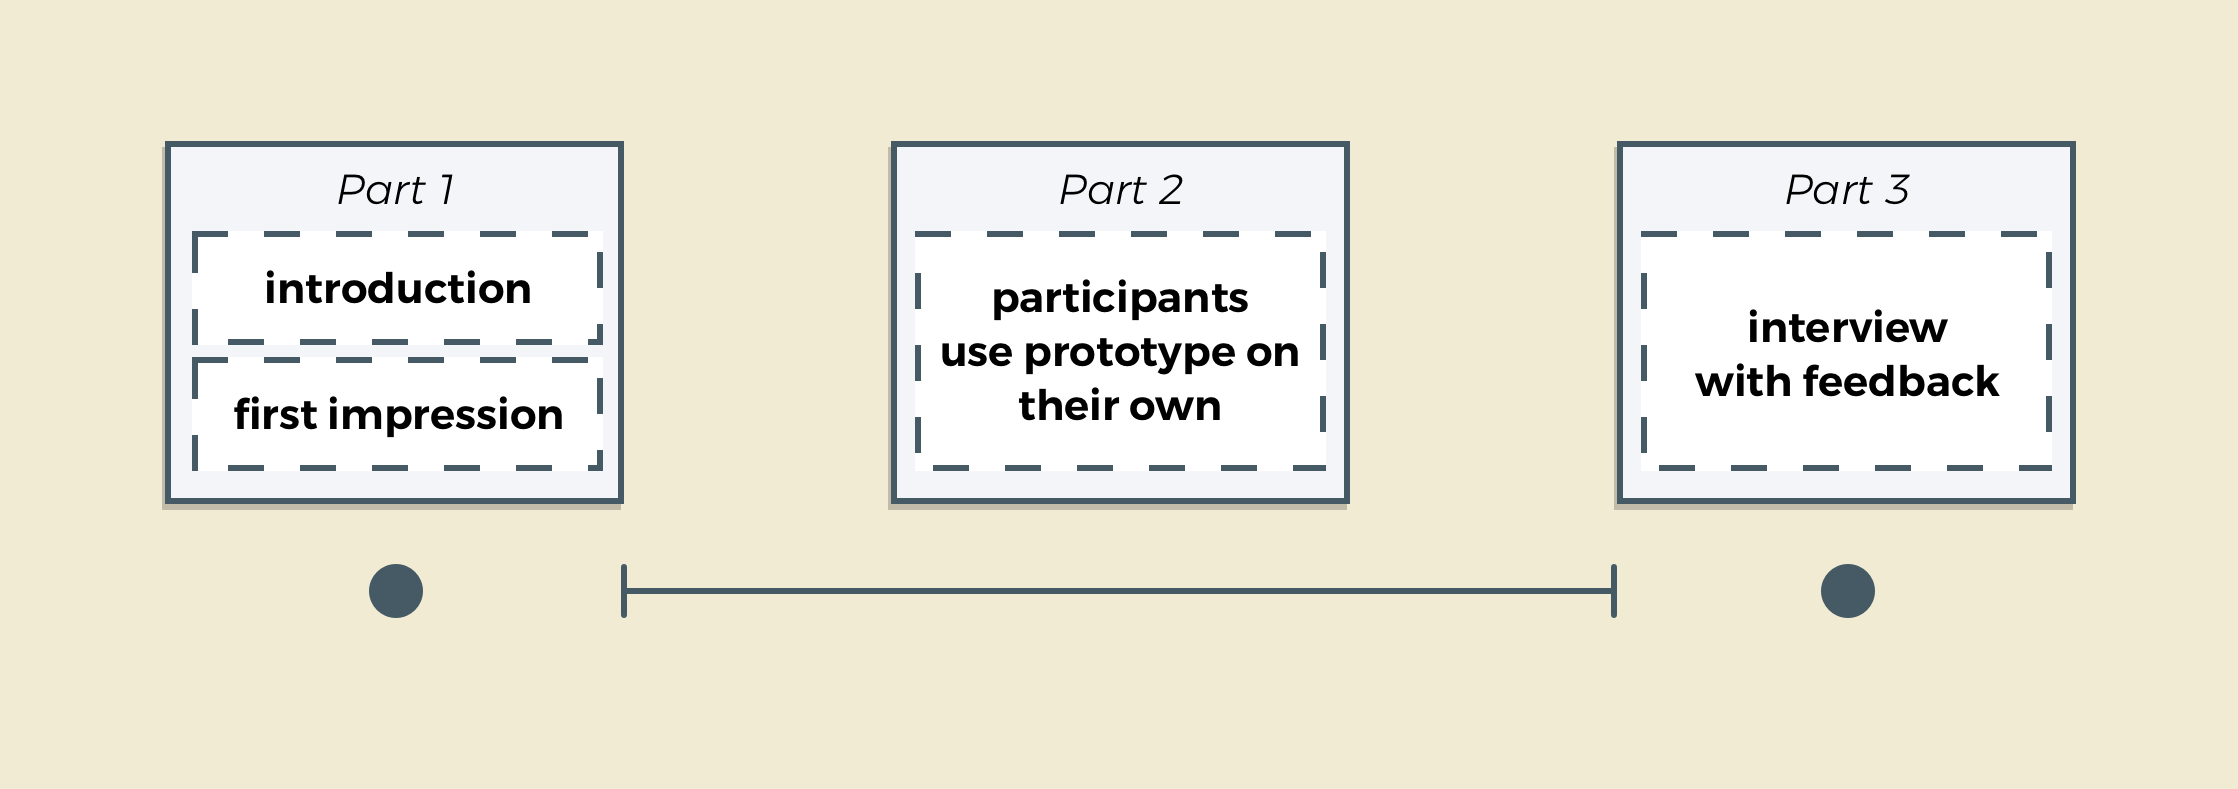 Part 1
introduction
first impression
Part 2
participants
use prototype on
their own
Part 3
interview
with feedback